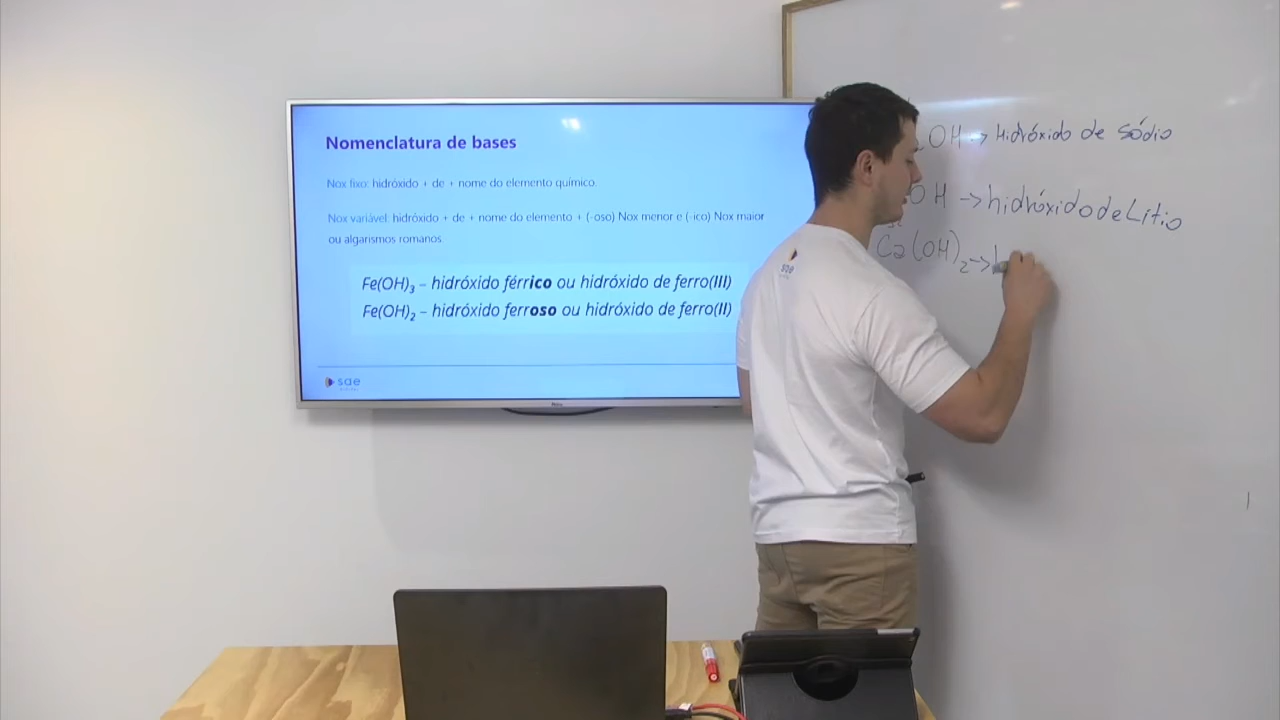 Nomenclatura de bases
Nox fixo: hidróxido + de + nome do elemento químico.
Nox variável: hidróxido + de + nome do elemento + (-oso) Nox menor e (-ico) Nox maior
ou algarismos romanos
Fe(OH)₃ – hidróxido férrico ou hidróxido de ferro(III)
Fe(OH)₂ – hidróxido ferroso ou hidróxido de ferro(II)
sae
OH -> Hidróxido de Sódio
OH -> hidróxido de Lítio
Ca(OH)₂ -> h
sae